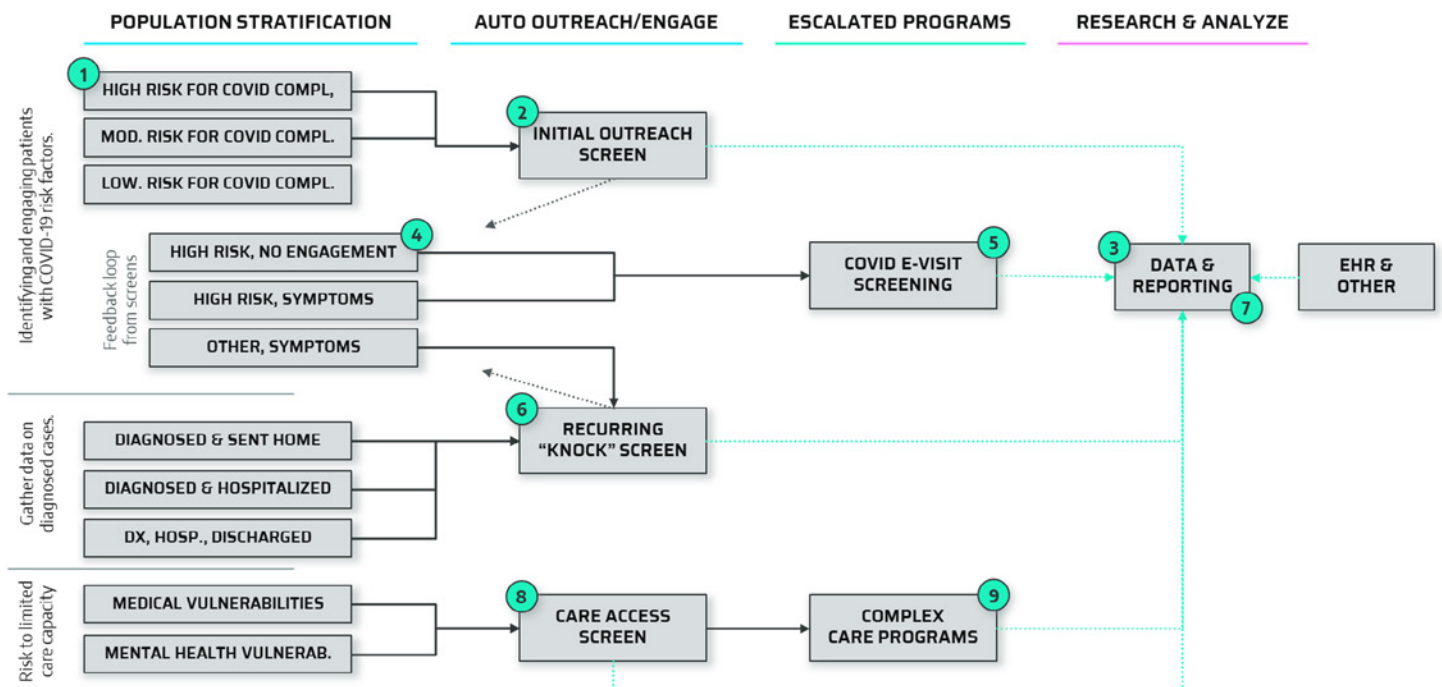 POPULATION STRATIFICATION
AUTO OUTREACH/ENGAGE
ESCALATED PROGRAMS
RESEARCH & ANALYZE
Identifying and engaging patients
with COVID-19 risk factors.
1
HIGH RISK FOR COVID COMPL,
MOD. RISK FOR COVID COMPL.
LOW. RISK FOR COVID COMPL.
2
INITIAL OUTREACH
SCREEN
Feedback loop
from screens
4
HIGH RISK, NO ENGAGEMENT
HIGH RISK, SYMPTOMS
OTHER, SYMPTOMS
5
COVID E-VISIT
SCREENING
3
DATA &
REPORTING
7
EHR &
OTHER
Gather data on
diagnosed cases.
DIAGNOSED & SENT HOME
DIAGNOSED & HOSPITALIZED
DX, HOSP., DISCHARGED
6
RECURRING
“KNOCK” SCREEN
Risk to limited
care capacity
MEDICAL VULNERABILITIES
MENTAL HEALTH VULNERAB.
8
CARE ACCESS
SCREEN
9
COMPLEX
CARE PROGRAMS